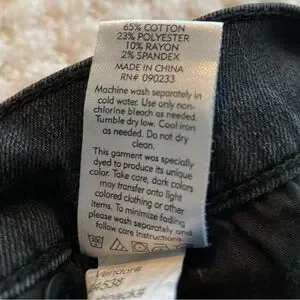 65% COTTON
23% POLYESTER
10% RAYON
2% SPANDEX
MADE IN CHINA
RN# 090233
Machine wash separately in
cold water. Use only non-
chlorine bleach as needed.
Tumble dry low. Cool iron
as needed. Do not dry
clean.
This garment was specially
dyed to produce its unique
color. Take care, dark colors
may transfer onto light
colored clothing or other
items. To minimize fading
please wash separately and
follow care instructions.
Vendor#
14538